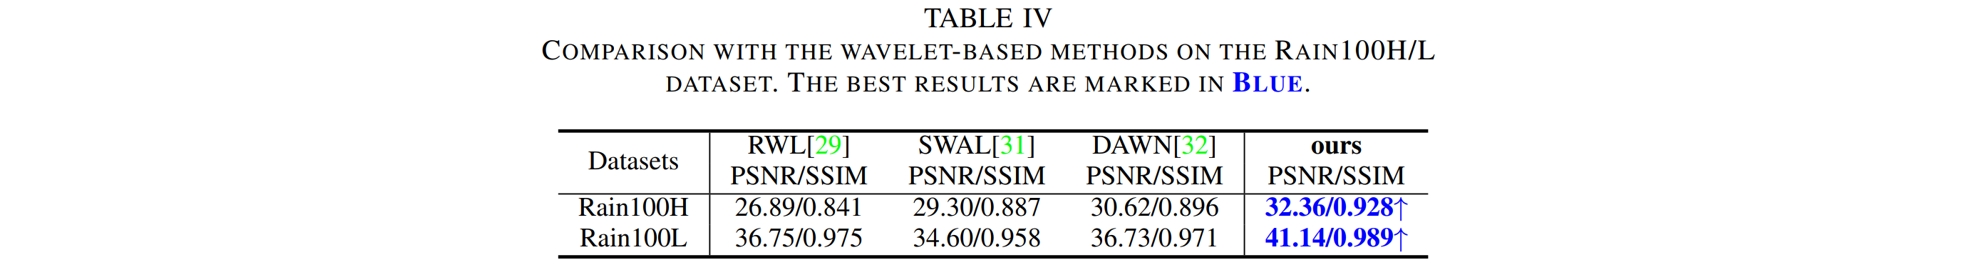 TABLE IV
COMPARISON WITH THE WAVELET-BASED METHODS ON THE RAIN100H/L
DATASET. THE BEST RESULTS ARE MARKED IN BLUE.
Datasets RWL[29] SWAL[31] DAWN[32] ours
PSNR/SSIM PSNR/SSIM PSNR/SSIM PSNR/SSIM
Rain100H 26.89/0.841 29.30/0.887 30.62/0.896 32.36/0.928↑
Rain100L 36.75/0.975 34.60/0.958 36.73/0.971 41.14/0.989↑